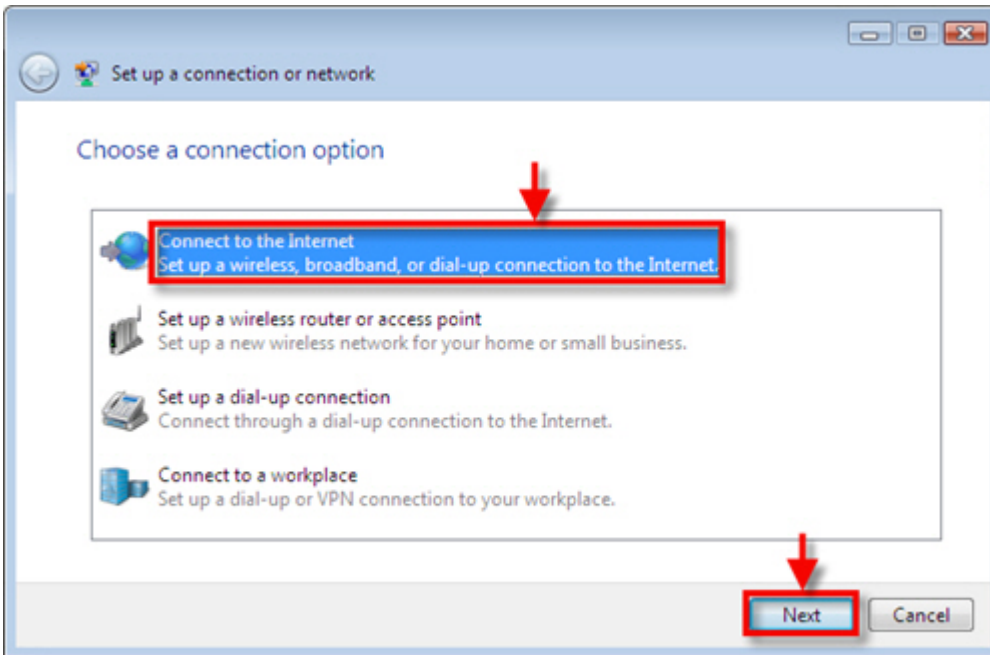 Set up a connection or network
Choose a connection option
Connect to the Internet
Set up a wireless, broadband, or dial-up connection to the Internet.
Set up a wireless router or access point
Set up a new wireless network for your home or small business.
Set up a dial-up connection
Connect through a dial-up connection to the Internet.
Connect to a workplace
Set up a dial-up or VPN connection to your workplace.
Next
Cancel